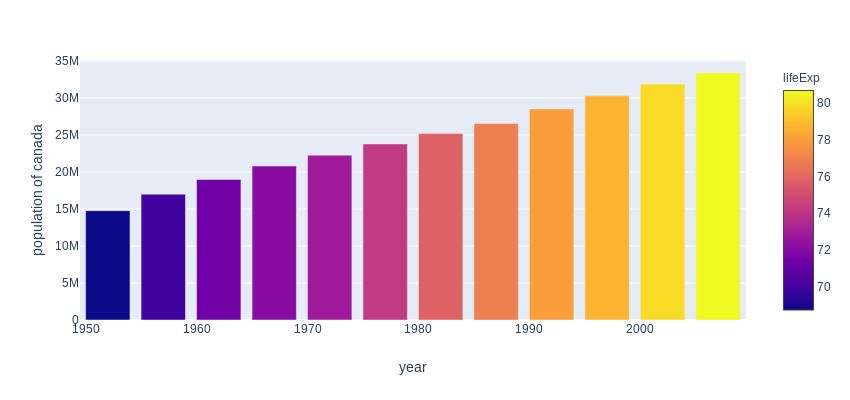 lifeExp
35M
30M
25M
20M
15M
10M
5M
0
population of canada
80
78
76
74
72
70
1950 1960 1970 1980 1990 2000
year